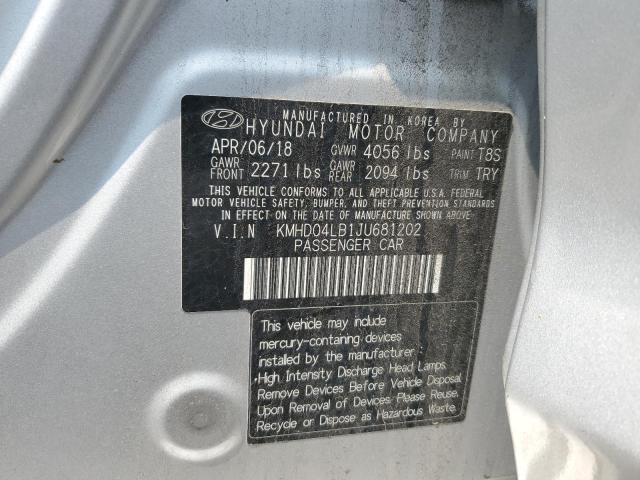 MANUFACTURED IN KOREA BY
HYUNDAI MOTOR COMPANY
APR/06/18 GVWR 4056 lbs PAINT T8S
GAWR FRONT 2271 lbs GAWR REAR 2094 lbs TRIM TRY
THIS VEHICLE CONFORMS TO ALL APPLICABLE U.S.A. FEDERAL
MOTOR VEHICLE SAFETY, BUMPER, AND THEFT PREVENTION STANDARDS
IN EFFECT ON THE DATE OF MANUFACTURE SHOWN ABOVE.
V.I.N KMHD04LB1JU681202
PASSENGER CAR
This vehicle may include
mercury-containing devices
installed by the manufacturer :
· High Intensity Discharge Head Lamps.
Remove Devices Before Vehicle Disposal.
Upon Removal of Devices Please Reuse,
Recycle or Dispose as Hazardous Waste.